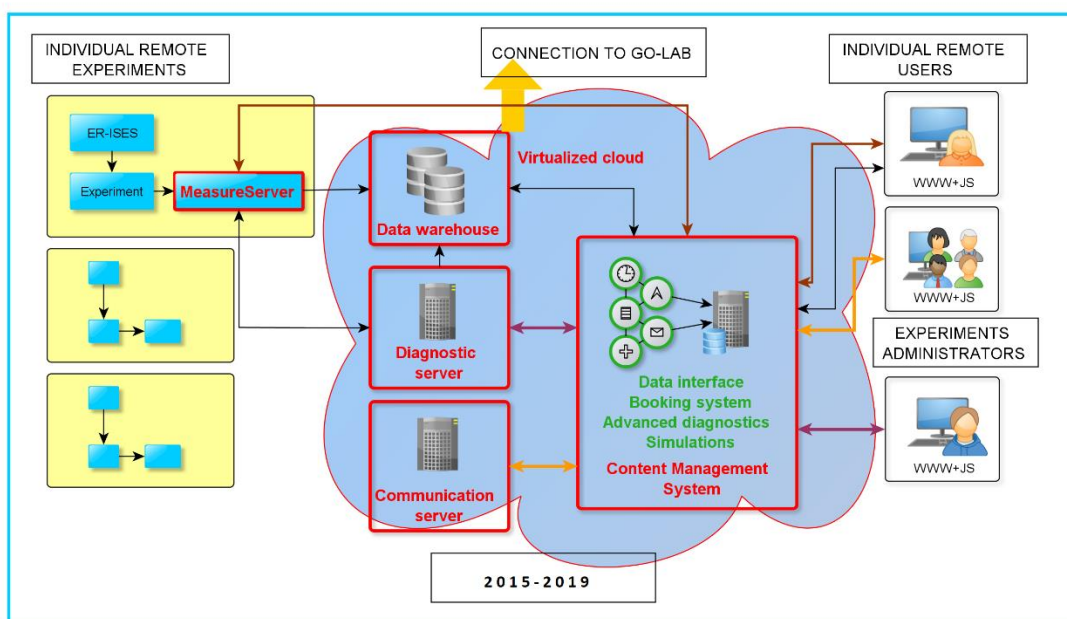 INDIVIDUAL REMOTE
EXPERIMENTS
CONNECTION TO GO-LAB
INDIVIDUAL REMOTE
USERS
ER-ISES
Experiment
MeasureServer
Virtualized cloud
Data warehouse
WWW+JS
WWW+JS
Diagnostic
server
EXPERIMENTS
ADMINISTRATORS
Data interface
Booking system
Advanced diagnostics
Simulations
Content Management
System
Communication
server
WWW+JS
2015-2019